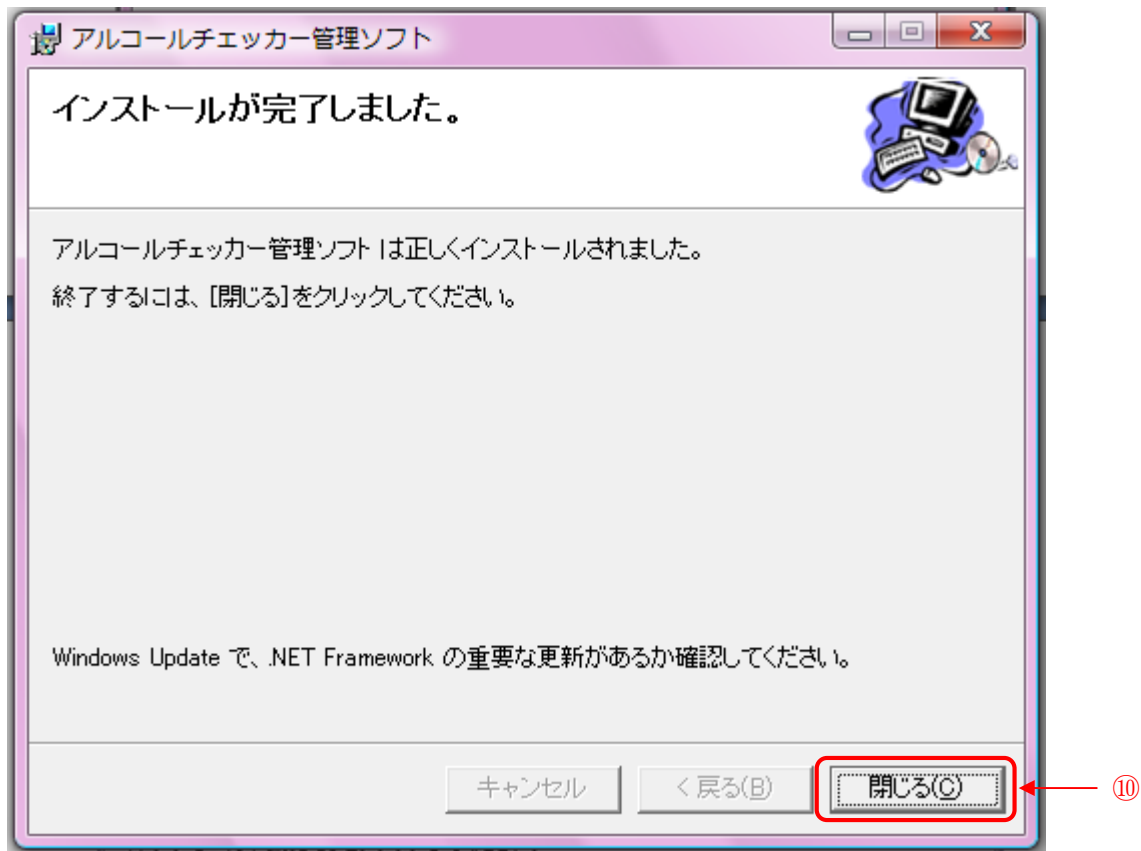 アルコールチェッカー管理ソフト
インストールが完了しました。
アルコールチェッカー管理ソフト は正しくインストールされました。
終了するには、[閉じる]をクリックしてください。
Windows Update で、.NET Framework の重要な更新があるか確認してください。
キャンセル
< 戻る(B)
閉じる(C)
⑩